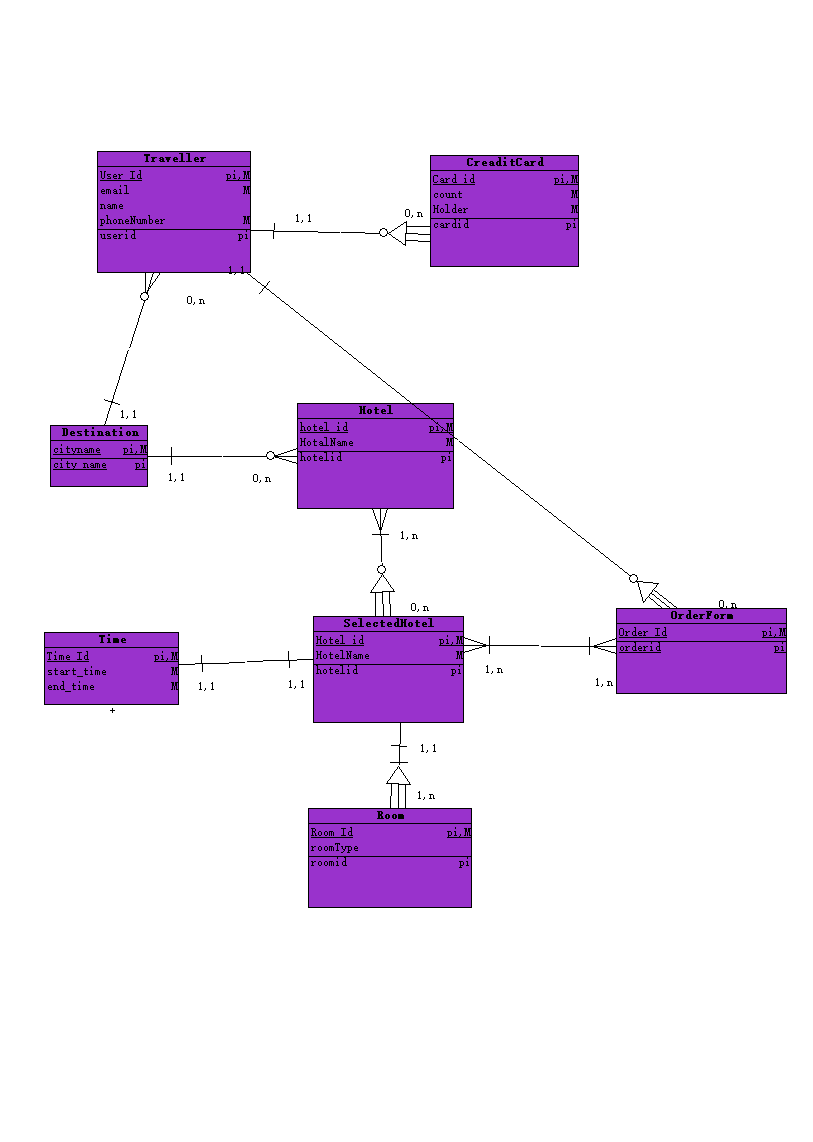 Traveller
User Id pi,M
email M
name
phoneNumber M
userid pi
CreaditCard
Card id pi,M
count M
Holder M
cardid pi
1,1
0,n
1,1
0,n
1,1
Destination
cityname pi,M
city name pi
1,1
0,n
Hotel
hotel id pi,M
HotalName M
hotelid pi
1,n
0,n
Time
Time Id pi,M
start_time M
end_time M
+
1,1
1,1
SelectedHotel
Hotel id pi,M
HotelName M
hotelid pi
1,n
1,n
0,n
OrderForm
Order Id pi,M
orderid pi
1,1
1,n
Room
Room Id pi,M
roomType
roomid pi